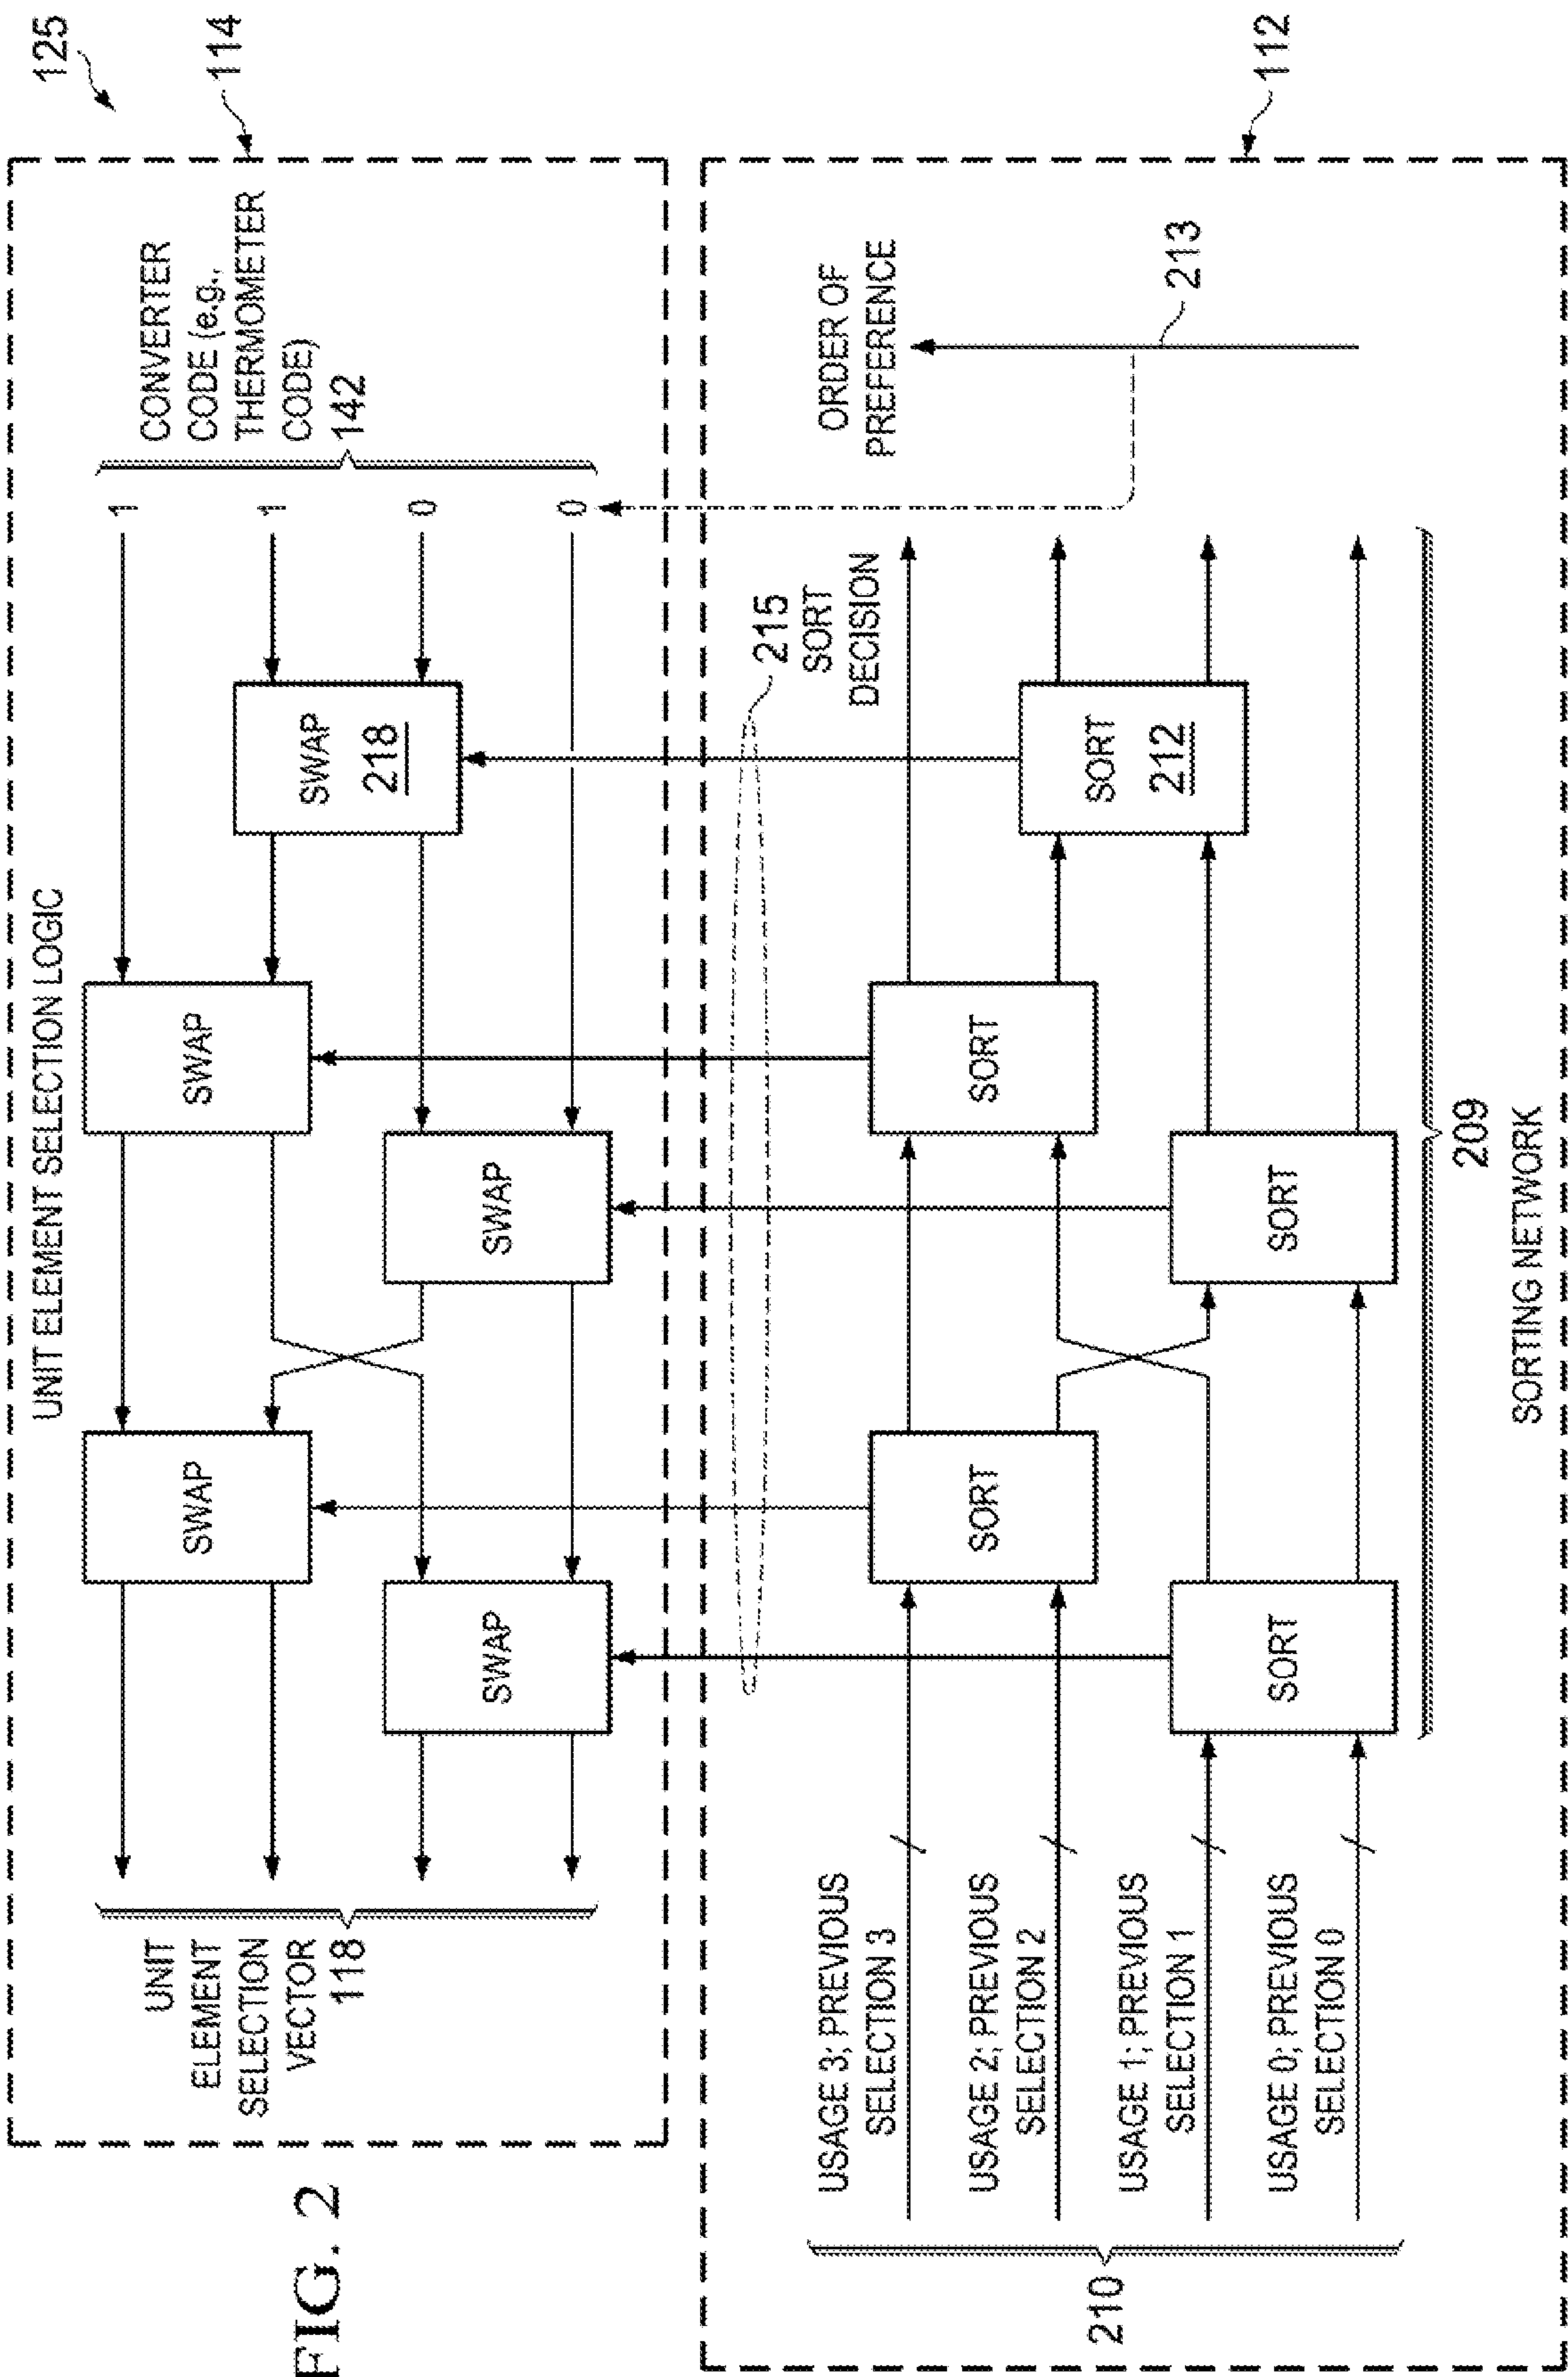 125
114
UNIT ELEMENT SELECTION LOGIC
UNIT
ELEMENT
SELECTION
VECTOR
118
SWAP
SWAP
SWAP
SWAP
SWAP
218
1
1
0
0
CONVERTER
CODE (e.g.,
THERMOMETER
CODE)
142
FIG. 2
215
SORT
DECISION
112
ORDER OF
PREFERENCE
213
USAGE 3; PREVIOUS
SELECTION 3
USAGE 2; PREVIOUS
SELECTION 2
USAGE 1; PREVIOUS
SELECTION 1
USAGE 0; PREVIOUS
SELECTION 0
210
SORT
SORT
SORT
SORT
SORT
212
209
SORTING NETWORK